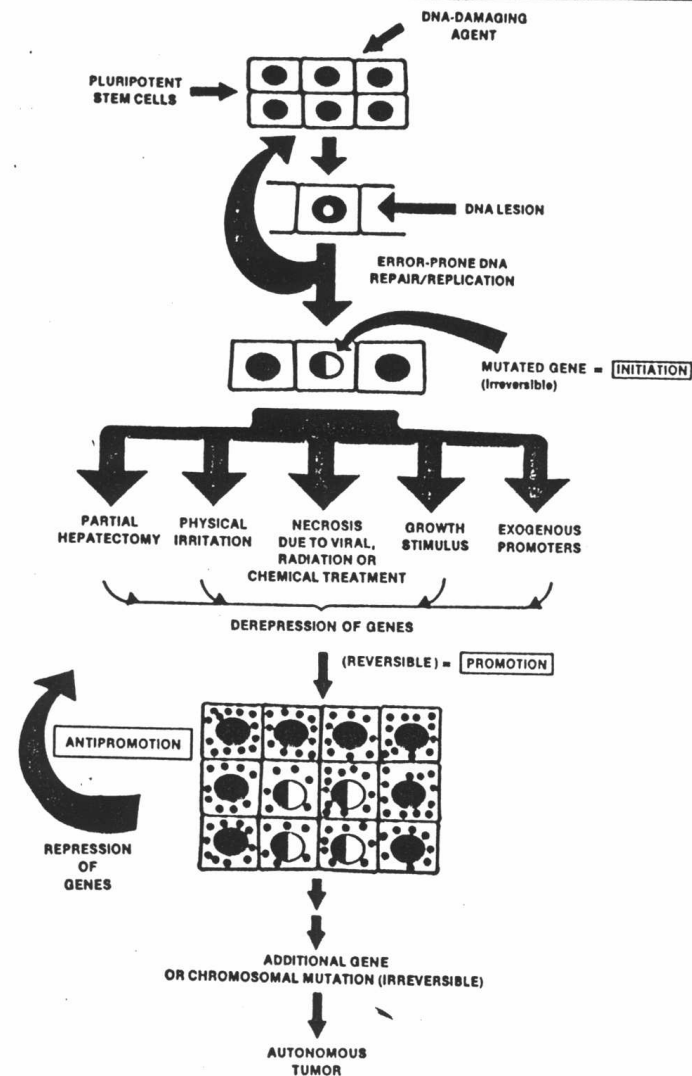 DNA-DAMAGING
AGENT
PLURIPOTENT
STEM CELLS
DNA LESION
ERROR-PRONE DNA
REPAIR/REPLICATION
MUTATED GENE = INITIATION
(Irreversible)
PARTIAL
HEPATECTOMY
PHYSICAL
IRRITATION
NECROSIS
DUE TO VIRAL,
RADIATION OR
CHEMICAL TREATMENT
GROWTH
STIMULUS
EXOGENOUS
PROMOTERS
DEREPRESSION OF GENES
(REVERSIBLE) = PROMOTION
ANTIPROMOTION
REPRESSION
OF
GENES
ADDITIONAL GENE
OR CHROMOSOMAL MUTATION (IRREVERSIBLE)
AUTONOMOUS
TUMOR